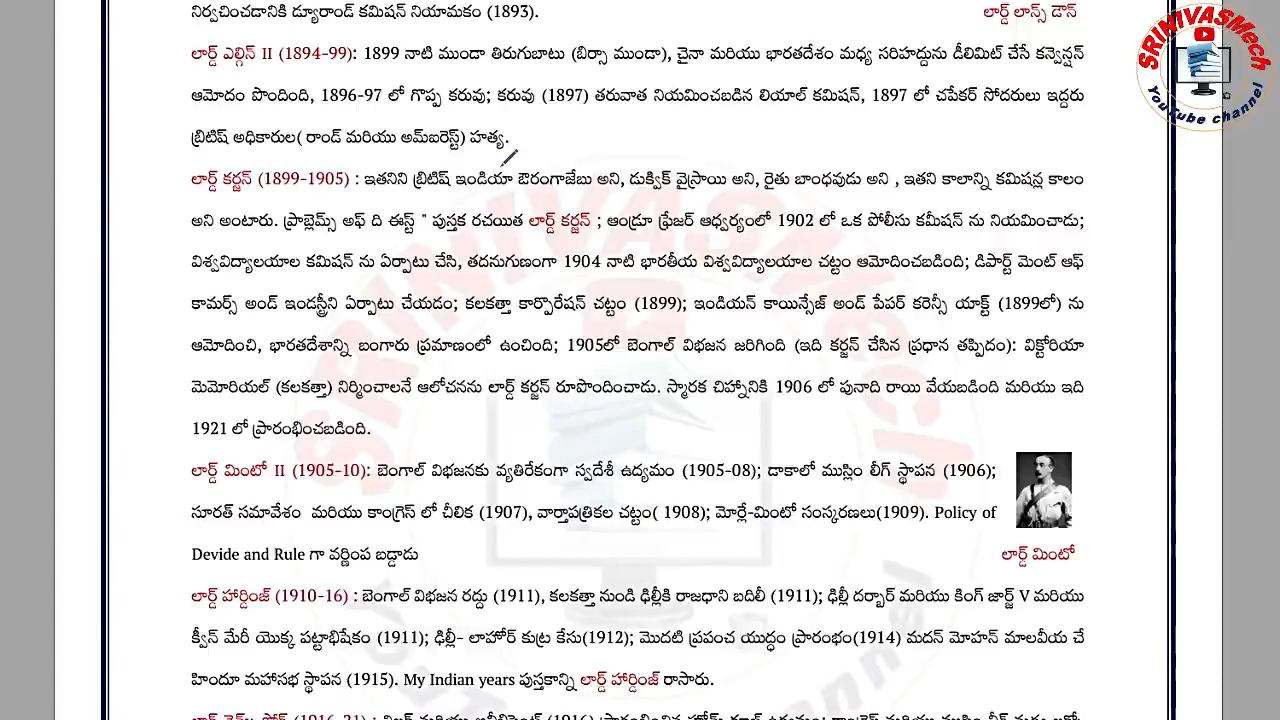 నిర్వచించడానికి డ్యూరాండ్ కమిషన్ నియామకం (1893).
లార్డ్ లాన్స్ డౌన్
లార్డ్ ఎల్గిన్ II (1894-99): 1899 నాటి ముండా తిరుగుబాటు (బిర్సా ముండా), చైనా మరియు భారతదేశం మధ్య సరిహద్దును డీలిమిట్ చేసే కన్వెన్షన్
ఆమోదం పొందింది, 1896-97 లో గొప్ప కరువు; కరువు (1897) తరువాత నియమించబడిన లియాల్ కమిషన్, 1897 లో చపేకర్ సోదరులు ఇద్దరు
బ్రిటిష్ అధికారుల( రాండ్ మరియు అమ్ఐరెస్ట్) హత్య.
లార్డ్ కర్జన్ (1899-1905) : ఇతనిని బ్రిటిష్ ఇండియా ఔరంగాజేబు అని, డుక్విక్ వైస్రాయి అని, రైతు బాంధవుడు అని , ఇతని కాలాన్ని కమిషన్ల కాలం
అని అంటారు. ప్రాబ్లెమ్స్ అఫ్ ది ఈస్ట్ " పుస్తక రచయిత లార్డ్ కర్జన్ ; ఆండ్రూ ఫ్రేజర్ ఆధ్వర్యంలో 1902 లో ఒక పోలీసు కమీషన్ ను నియమించాడు;
విశ్వవిద్యాలయాల కమిషన్ ను ఏర్పాటు చేసి, తదనుగుణంగా 1904 నాటి భారతీయ విశ్వవిద్యాలయాల చట్టం ఆమోదించబడింది; డిపార్ట్ మెంట్ ఆఫ్
కామర్స్ అండ్ ఇండస్ట్రీని ఏర్పాటు చేయడం; కలకత్తా కార్పొరేషన్ చట్టం (1899); ఇండియన్ కాయిన్సేజ్ అండ్ పేపర్ కరెన్సీ యాక్ట్ (1899లో) ను
ఆమోదించి, భారతదేశాన్ని బంగారు ప్రమాణంలో ఉంచింది; 1905లో బెంగాల్ విభజన జరిగింది (ఇది కర్జన్ చేసిన ప్రధాన తప్పిదం): విక్టోరియా
మెమోరియల్ (కలకత్తా) నిర్మించాలనే ఆలోచనను లార్డ్ కర్జన్ రూపొందించాడు. స్మారక చిహ్నానికి 1906 లో పునాది రాయి వేయబడింది మరియు ఇది
1921 లో ప్రారంభించబడింది.
లార్డ్ మింటో II (1905-10): బెంగాల్ విభజనకు వ్యతిరేకంగా స్వదేశీ ఉద్యమం (1905-08); డాకాలో ముస్లిం లీగ్ స్థాపన (1906);
సూరత్ సమావేశం మరియు కాంగ్రెస్ లో చీలిక (1907), వార్తాపత్రికల చట్టం( 1908); మోర్లే-మింటో సంస్కరణలు(1909). Policy of
Devide and Rule గా వర్ణింప బడ్డాడు
లార్డ్ మింటో
లార్డ్ హార్డింజ్ (1910-16) : బెంగాల్ విభజన రద్దు (1911), కలకత్తా నుండి ఢిల్లీకి రాజధాని బదిలీ (1911); ఢిల్లీ దర్బార్ మరియు కింగ్ జార్జ్ V మరియు
క్వీన్ మేరీ యొక్క పట్టాభిషేకం (1911); ఢిల్లీ- లాహోర్ కుట్ర కేసు(1912); మొదటి ప్రపంచ యుద్ధం ప్రారంభం(1914) మదన్ మోహన్ మాలవీయ చే
హిందూ మహాసభ స్థాపన (1915). My Indian years పుస్తకాన్ని లార్డ్ హార్డింజ్ రాసారు.
SRINIVASMech
YouTube channel